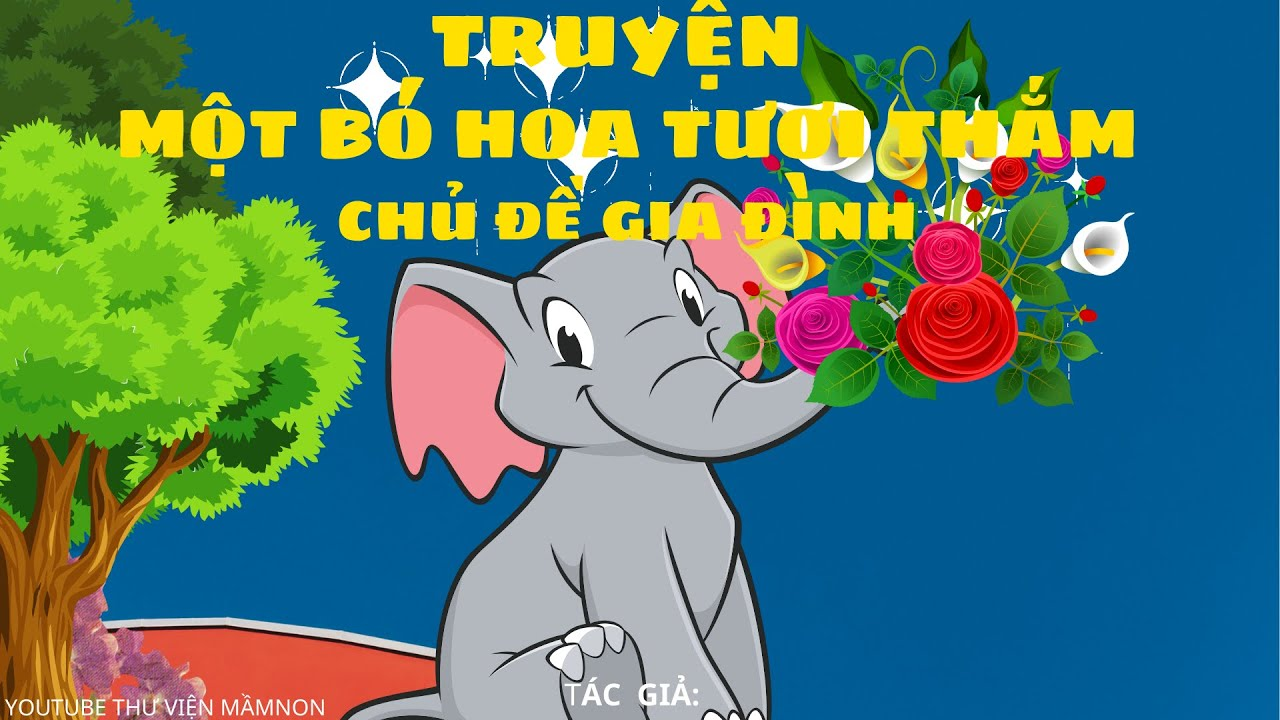 TRUYỆN
MỘT BÓ HOA TƯƠI THẮM
CHỦ ĐỀ GIA ĐÌNH
TÁC GIẢ:
YOUTUBE THƯ VIỆN MẦMNON